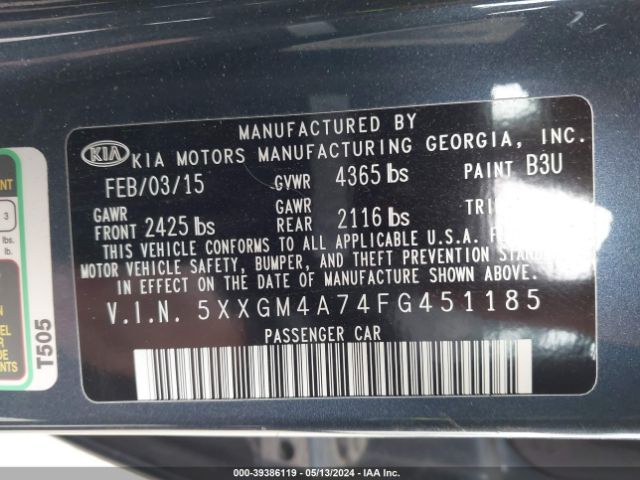 MANUFACTURED BY
KIA KIA MOTORS MANUFACTURING GEORGIA, INC.
FEB/03/15 GVWR 4365 lbs PAINT B3U
GAWR FRONT 2425 lbs GAWR REAR 2116 lbs
THIS VEHICLE CONFORMS TO ALL APPLICABLE U.S.A.
MOTOR VEHICLE SAFETY, BUMPER, AND THEFT PREVENTION
IN EFFECT ON THE DATE OF MANUFACTURE SHOWN ABOVE.
V.I.N. 5XXGM4A74FG451185
PASSENGER CAR
3
lbs.
lb.
T505
000-39386119 - 05/13/2024 - IAA Inc.